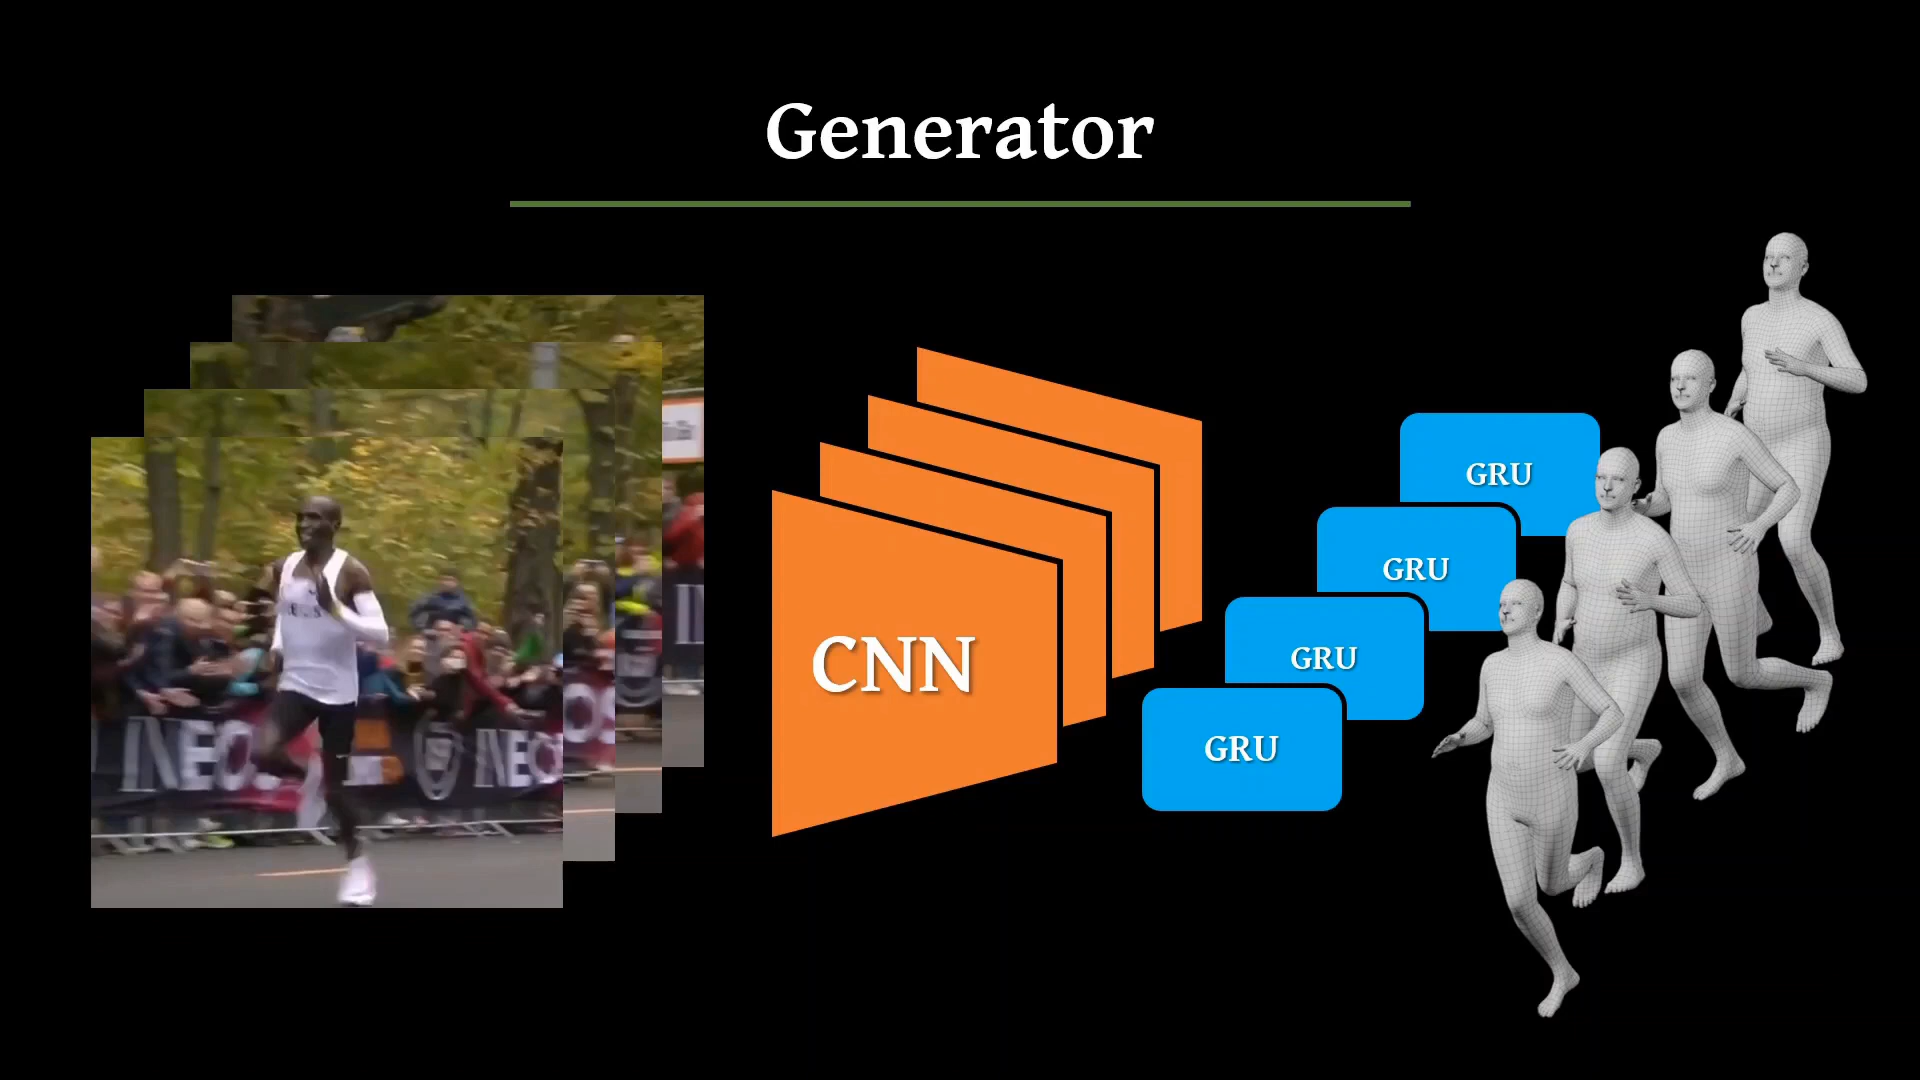 Generator
GRU
GRU
GRU
GRU
CNN
INEOS
INEOS